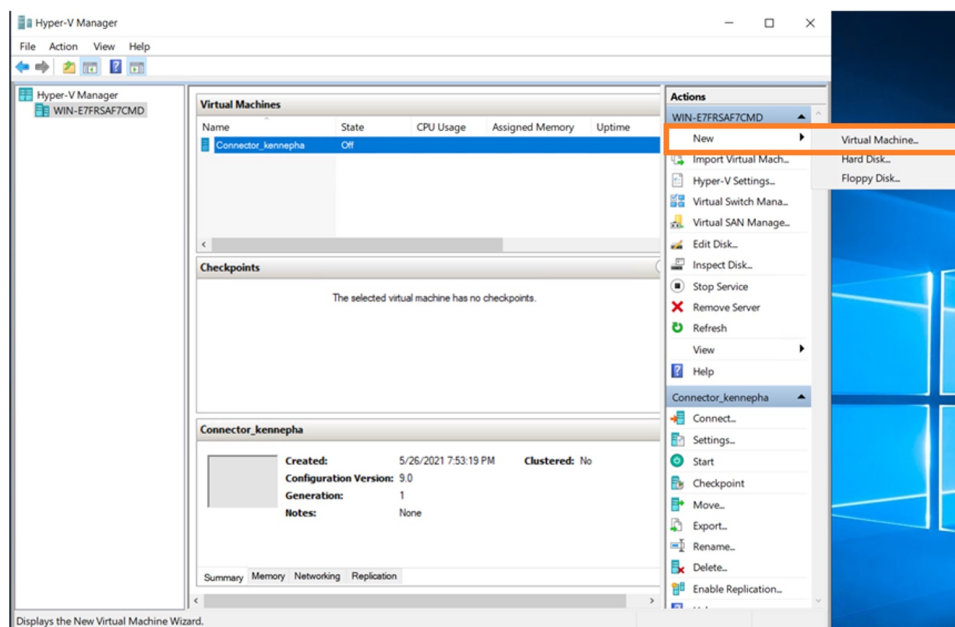 Hyper-V Manager
File Action View Help
Hyper-V Manager
WIN-E7FRSAF7CMD
Virtual Machines
Name State CPU Usage Assigned Memory Uptime
Connector_kennepha Off
Checkpoints
The selected virtual machine has no checkpoints.
Connector_kennepha
Created: 5/26/2021 7:53:19 PM Clustered: No
Configuration Version: 9.0
Generation: 1
Notes: None
Summary Memory Networking Replication
Actions
WIN-E7FRSAF7CMD
New
Import Virtual Mach...
Hyper-V Settings...
Virtual Switch Mana...
Virtual SAN Manage...
Edit Disk...
Inspect Disk...
Stop Service
Remove Server
Refresh
View
Help
Connector_kennepha
Connect...
Settings...
Start
Checkpoint
Move...
Export...
Rename...
Delete...
Enable Replication...
Virtual Machine...
Hard Disk...
Floppy Disk...
Displays the New Virtual Machine Wizard.